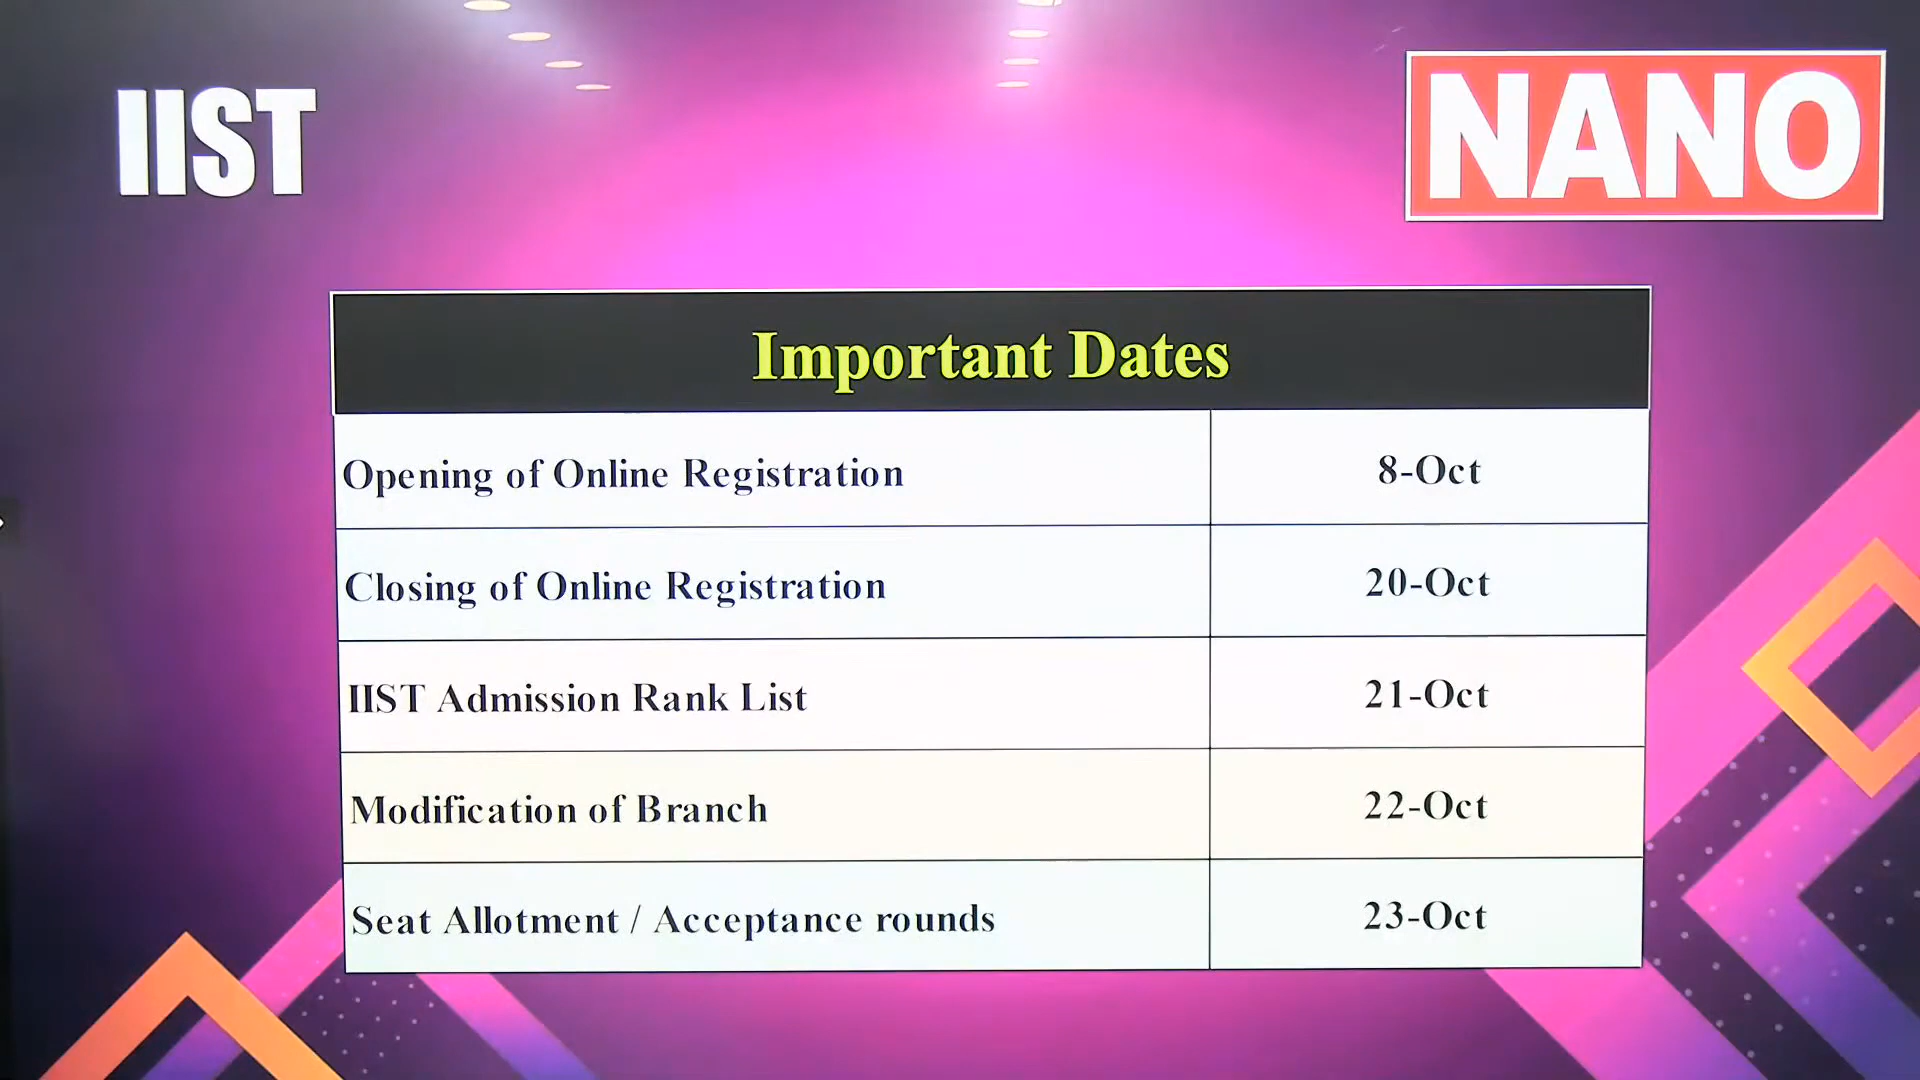 IIST
NANO
Important Dates
Opening of Online Registration 8-Oct
Closing of Online Registration 20-Oct
IIST Admission Rank List 21-Oct
Modification of Branch 22-Oct
Seat Allotment / Acceptance rounds 23-Oct